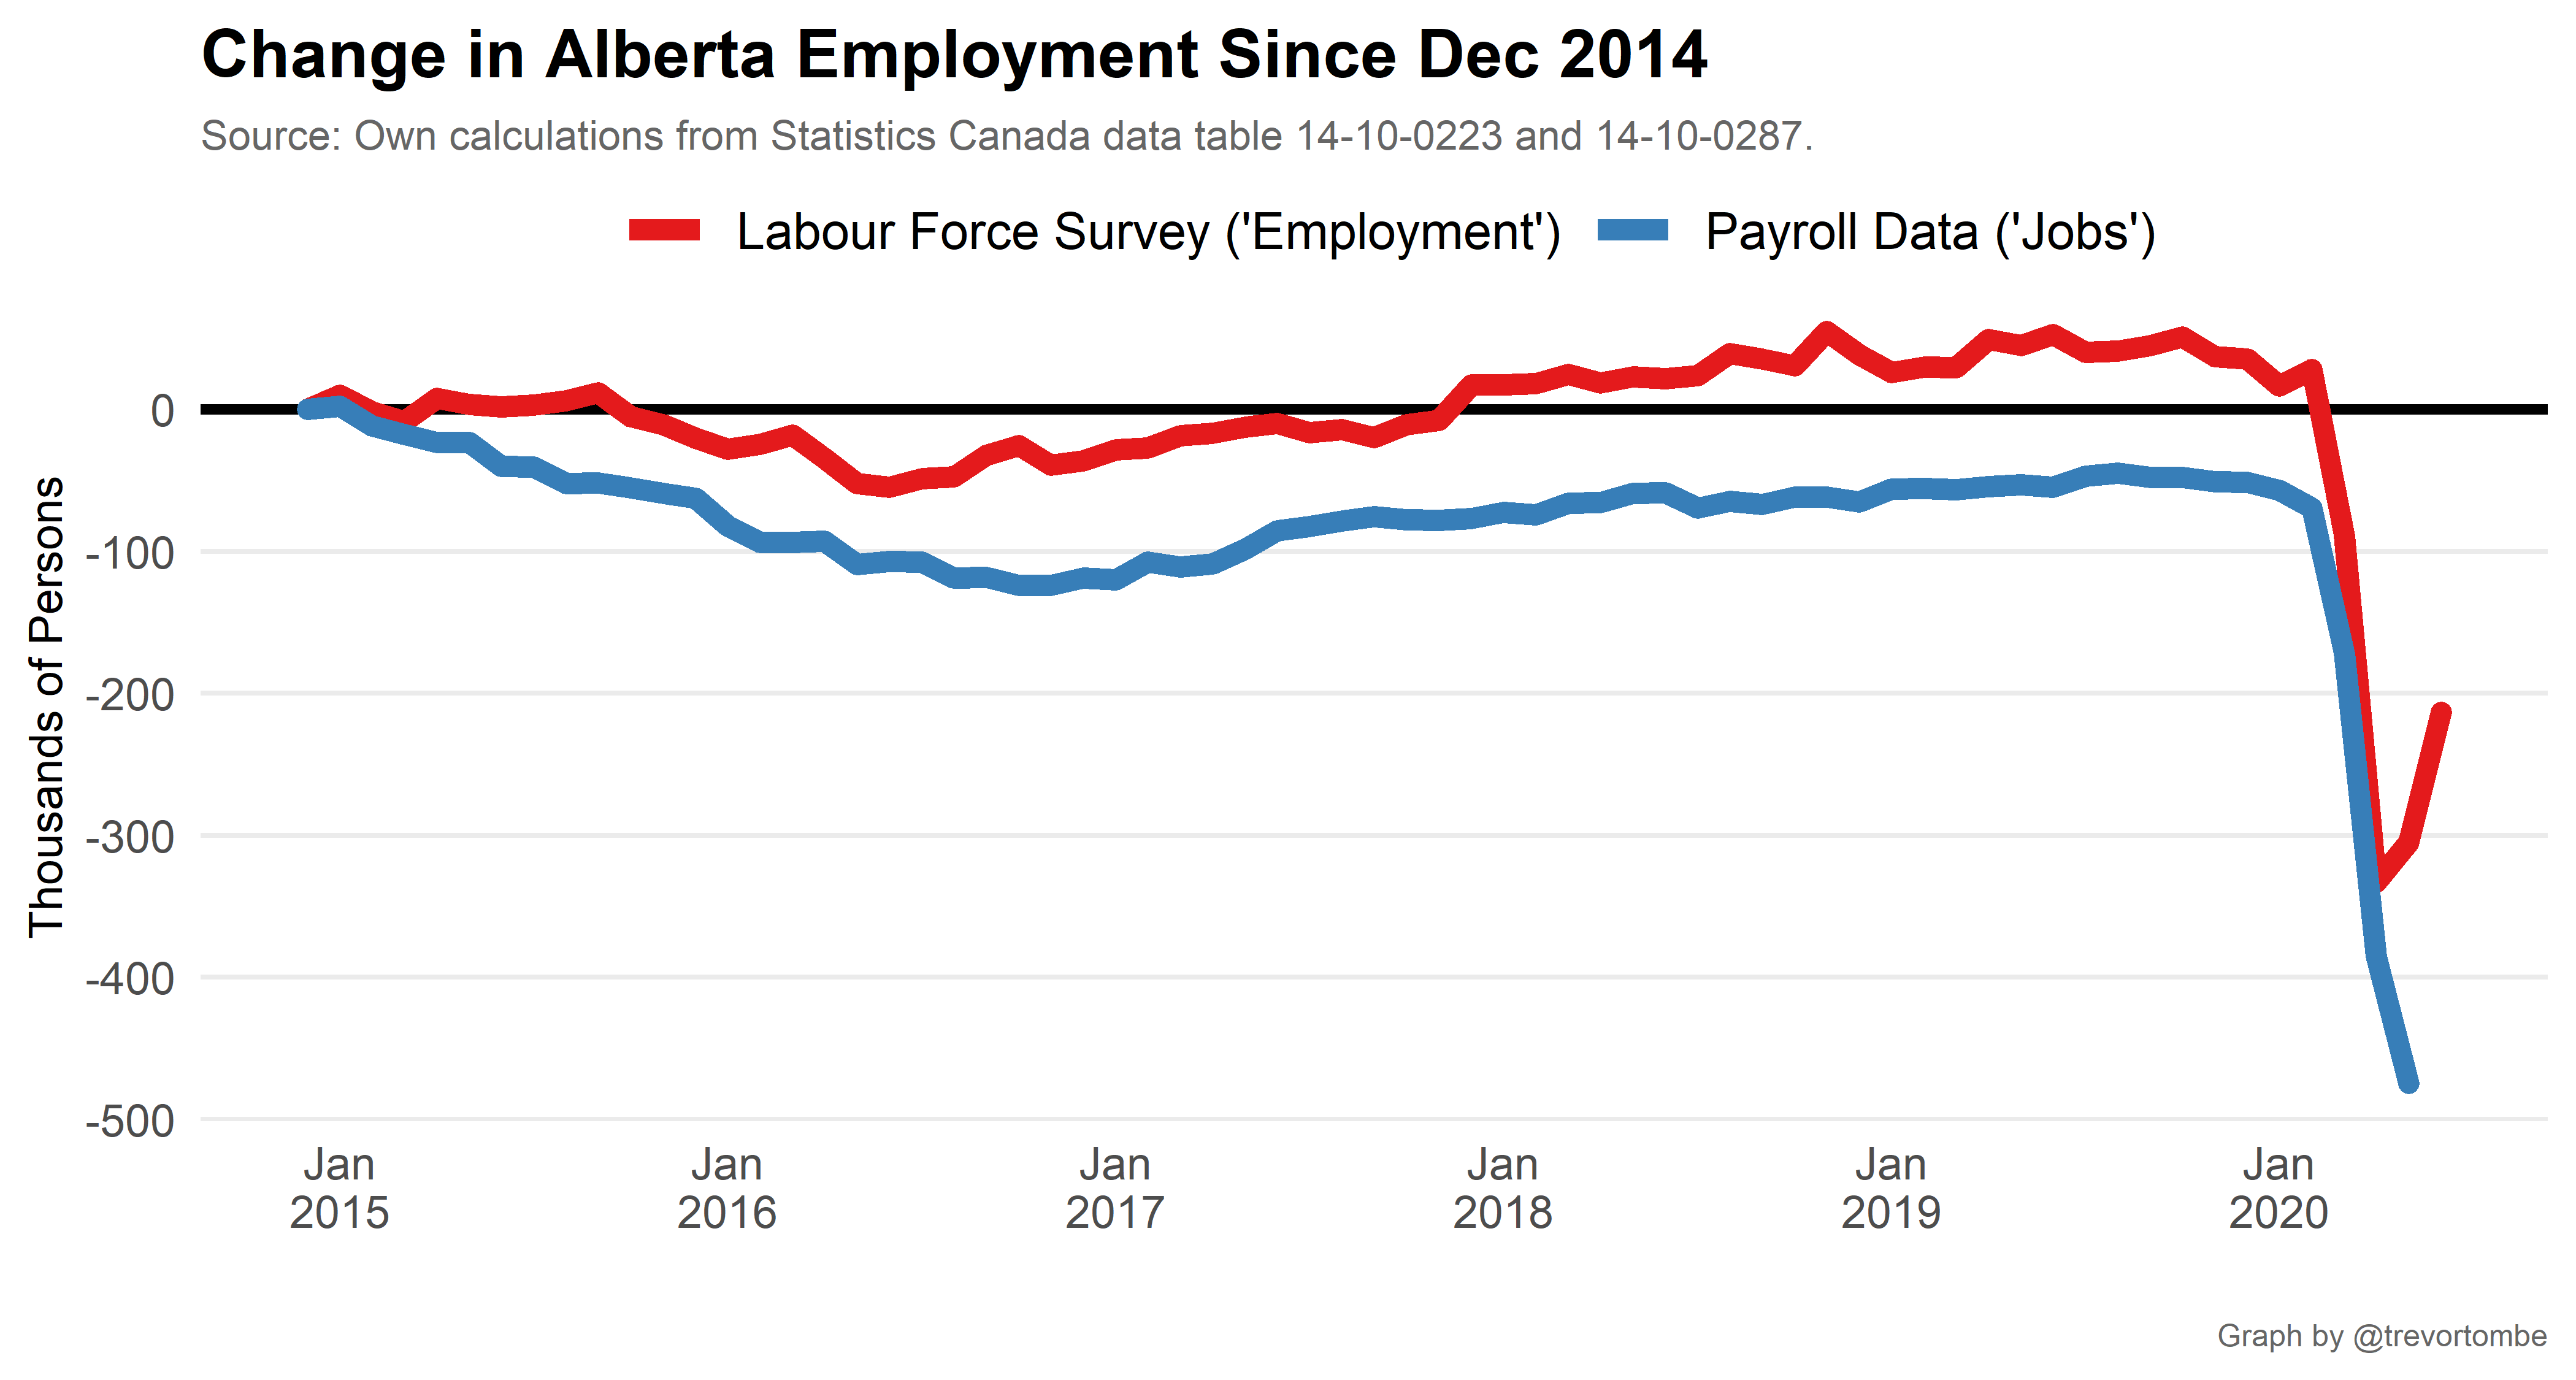 Change in Alberta Employment Since Dec 2014
Source: Own calculations from Statistics Canada data table 14-10-0223 and 14-10-0287.
Labour Force Survey ('Employment') Payroll Data ('Jobs')
Thousands of Persons
0
-100
-200
-300
-400
-500
Jan 2015
Jan 2016
Jan 2017
Jan 2018
Jan 2019
Jan 2020
Graph by @trevortombe